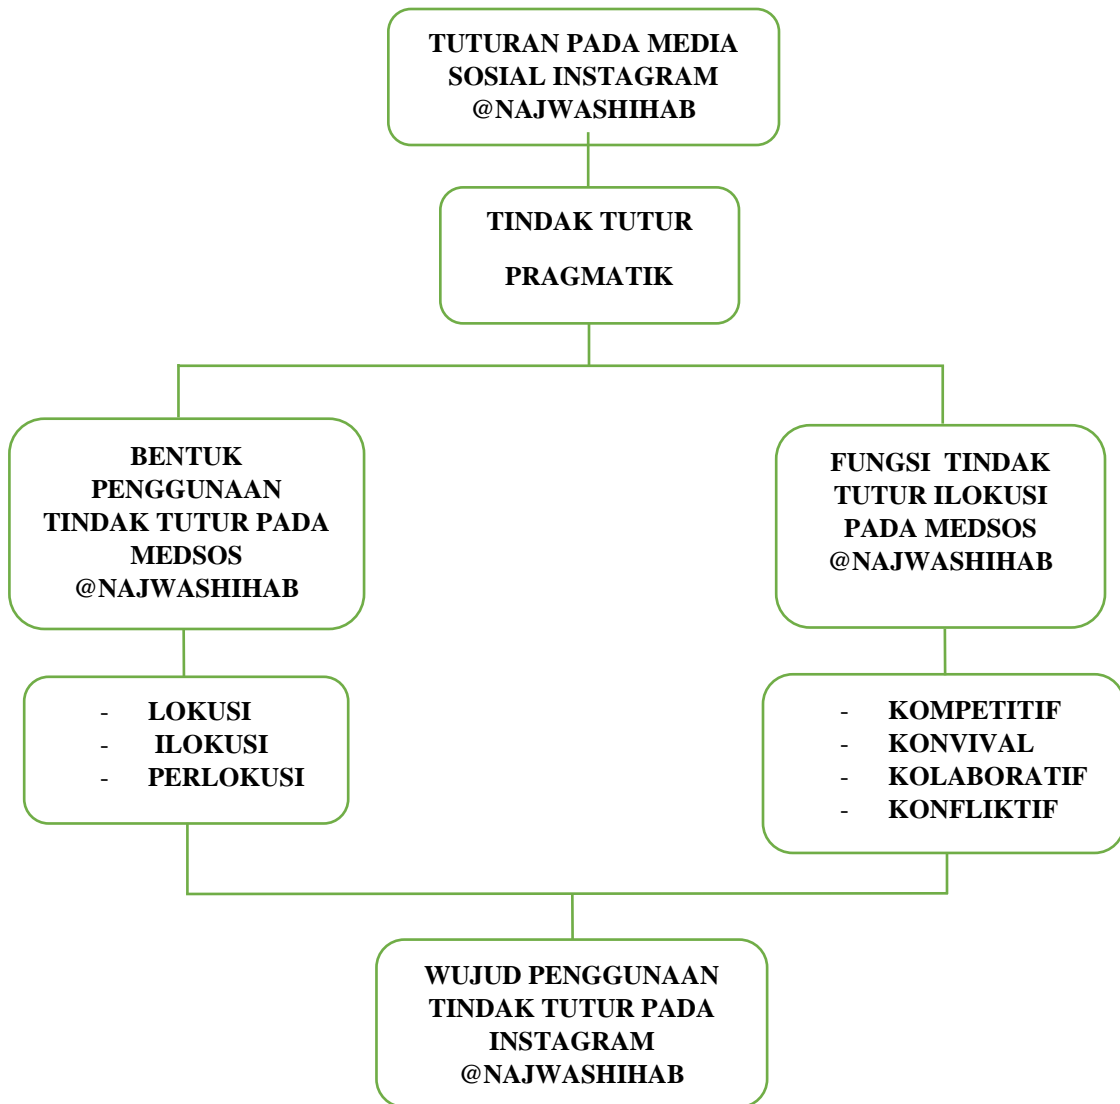 TUTURAN PADA MEDIA
SOSIAL INSTAGRAM
@NAJWASHIHAB
TINDAK TUTUR
PRAGMATIK
BENTUK
PENGGUNAAN
TINDAK TUTUR PADA
MEDSOS
@NAJWASHIHAB
FUNGSI TINDAK
TUTUR ILOKUSI
PADA MEDSOS
@NAJWASHIHAB
- LOKUSI
- ILOKUSI
- PERLOKUSI
- KOMPETITIF
- KONVIVAL
- KOLABORATIF
- KONFLIKTIF
WUJUD PENGGUNAAN
TINDAK TUTUR PADA
INSTAGRAM
@NAJWASHIHAB